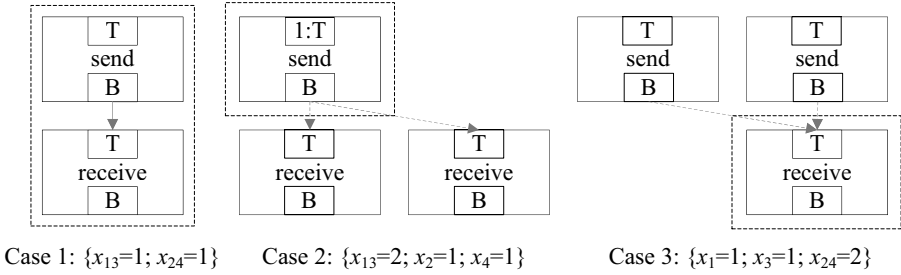 T 1:T T T
send send send send
B B B B
T T T T
receive receive receive receive
B B B B
Case 1: {x13=1; x24=1} Case 2: {x13=2; x2=1; x4=1} Case 3: {x1=1; x3=1; x24=2}